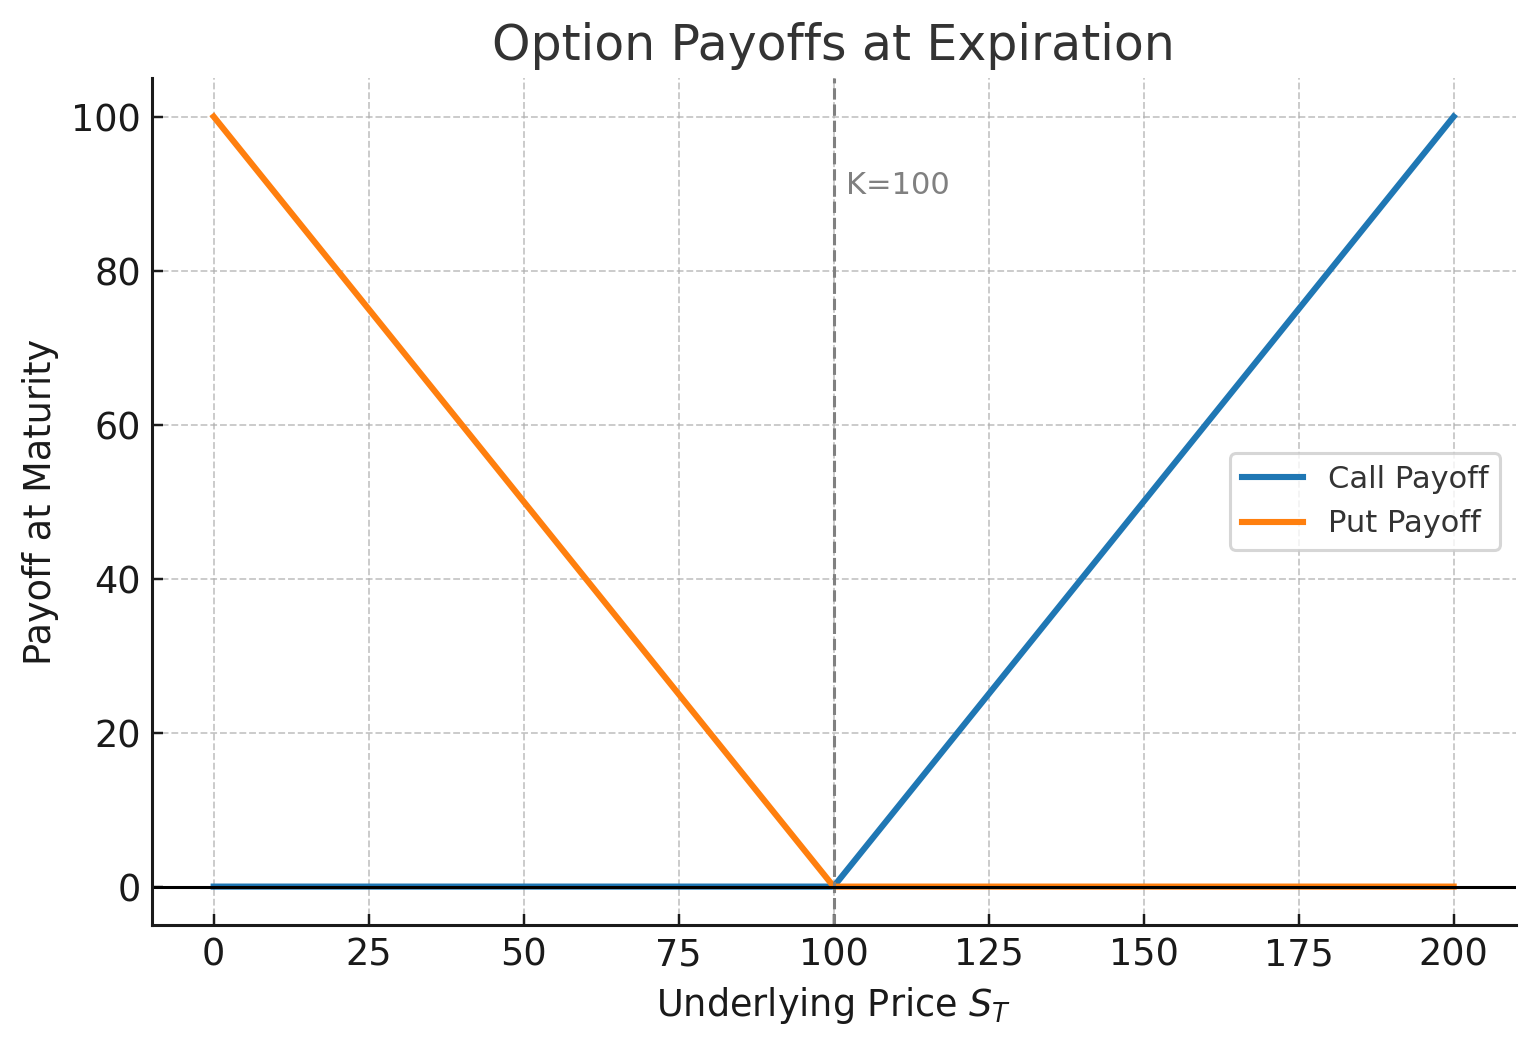 Option Payoffs at Expiration
Payoff at Maturity
100
80
60
40
20
0
K=100
Call Payoff
Put Payoff
0 25 50 75 100 125 150 175 200
Underlying Price S_T